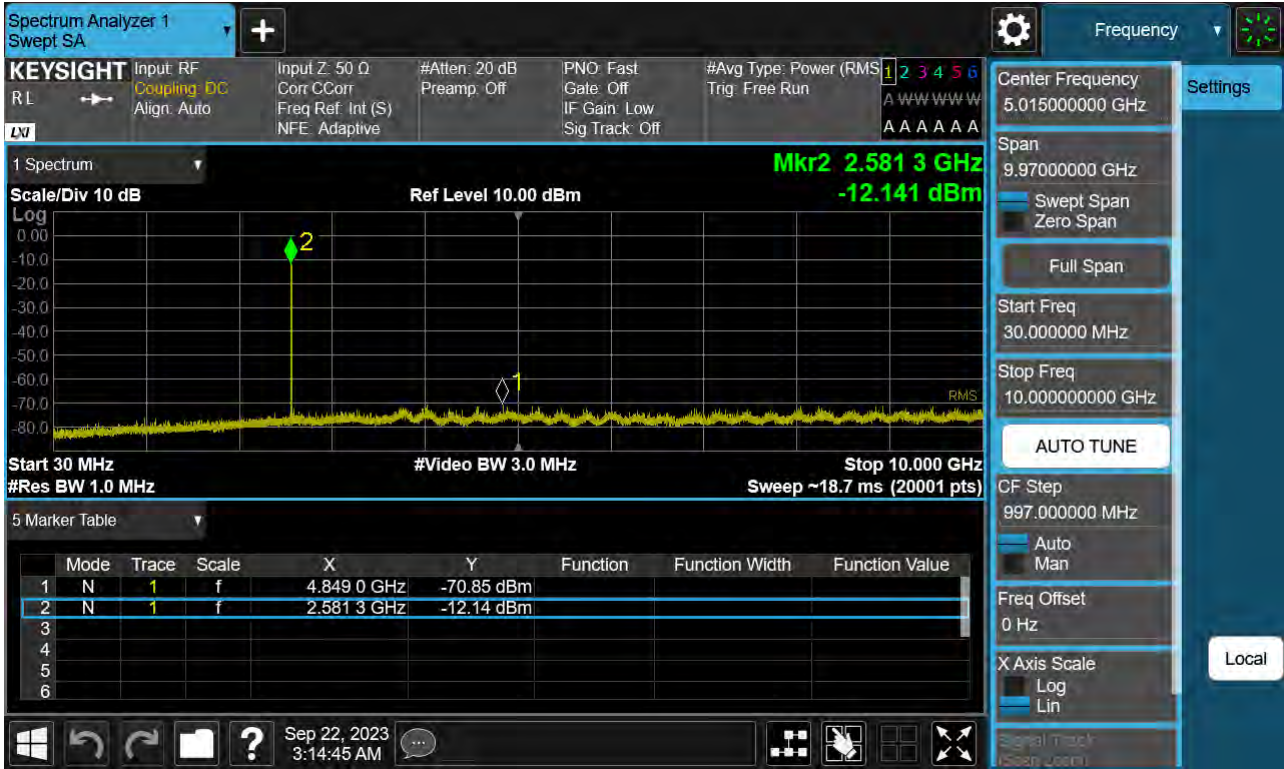 Spectrum Analyzer 1
Swept SA
Frequency
KEYSIGHT
R L
LXI
Input: RF
Coupling: DC
Align: Auto
Input Z: 50 Ω
Corr CCorr
Freq Ref: Int (S)
NFE: Adaptive
#Atten: 20 dB
Preamp: Off
PNO: Fast
Gate: Off
IF Gain: Low
Sig Track: Off
#Avg Type: Power (RMS
Trig: Free Run
1 2 3 4 5 6
A W W W W W
A A A A A A
1 Spectrum
Mkr2 2.581 3 GHz
-12.141 dBm
Scale/Div 10 dB
Ref Level 10.00 dBm
Log
0.00
-10.0
-20.0
-30.0
-40.0
-50.0
-60.0
-70.0
-80.0
2
1
RMS
Start 30 MHz
#Video BW 3.0 MHz
Stop 10.000 GHz
#Res BW 1.0 MHz
Sweep ~18.7 ms (20001 pts)
5 Marker Table
Mode Trace Scale X Y Function Function Width Function Value
1 N 1 f 4.849 0 GHz -70.85 dBm
2 N 1 f 2.581 3 GHz -12.14 dBm
3
4
5
6
Sep 22, 2023
3:14:45 AM
Center Frequency
5.015000000 GHz
Span
9.97000000 GHz
Swept Span
Zero Span
Full Span
Start Freq
30.000000 MHz
Stop Freq
10.000000000 GHz
AUTO TUNE
CF Step
997.000000 MHz
Auto
Man
Freq Offset
0 Hz
X Axis Scale
Log
Lin
Signal Track
(Span Zoom)
Settings
Local